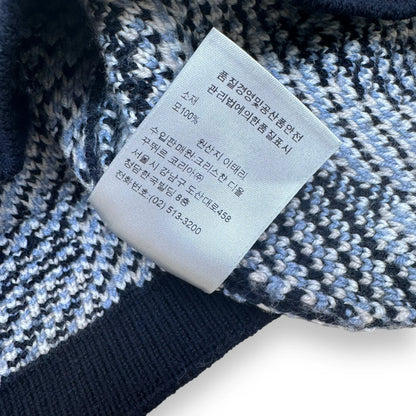 품질경영및공산품안전
관리법에의한품질표시
소재
모100%
원산지 이태리
수입판매원:크리스챤 디올
꾸뛰르 코리아㈜
서울시 강남구 도산대로458
청담한국빌딩 8층
전화번호:(02) 513-3200